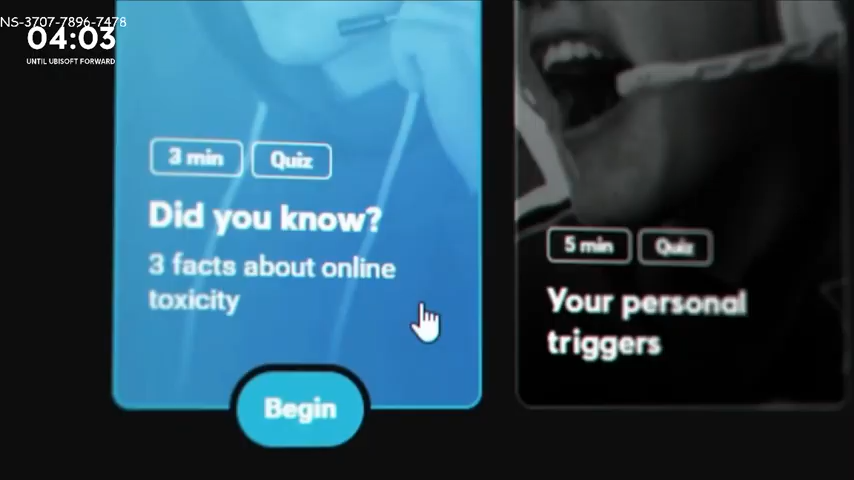 NS-3707-7896-7478
04:03
UNTIL UBISOFT FORWARD
3 min
Quiz
Did you know?
3 facts about online
toxicity
Begin
5 min
Quiz
Your personal
triggers